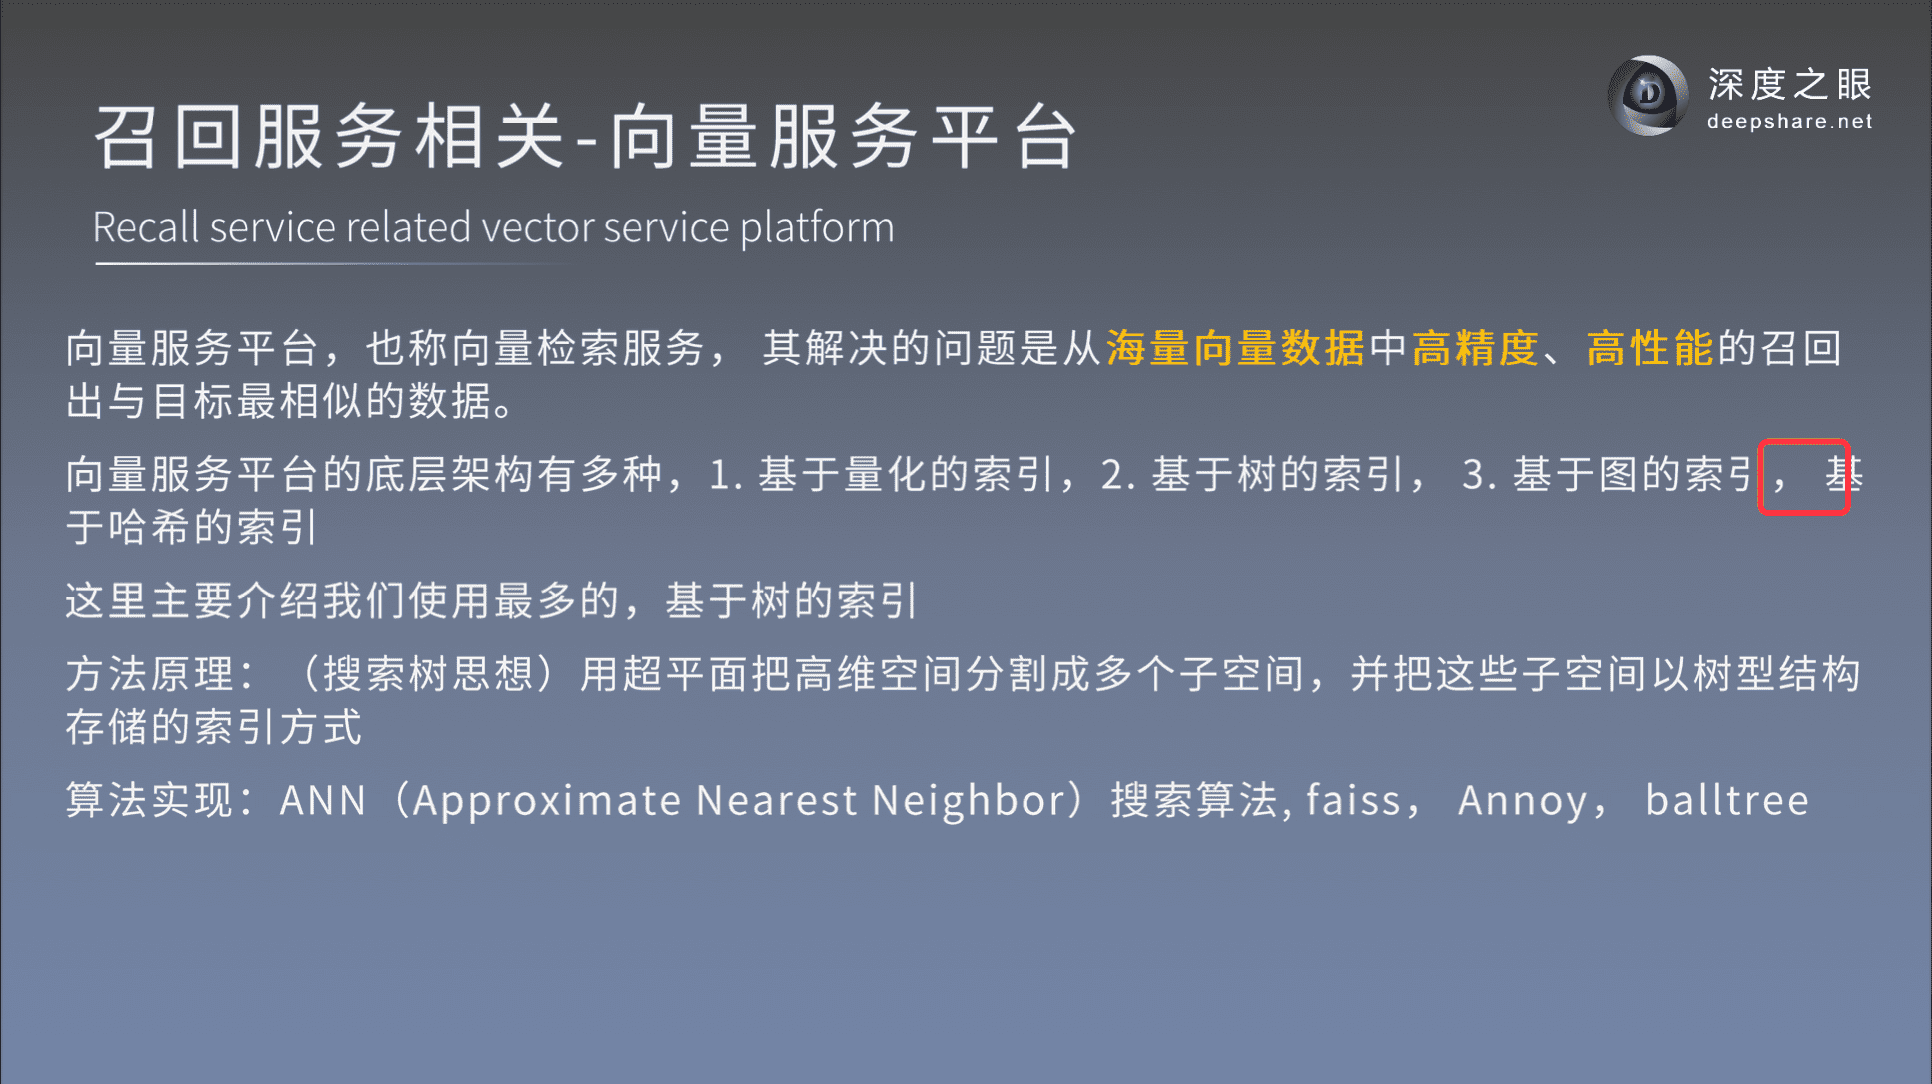 深度之眼
deepshare.net
召回服务相关-向量服务平台
Recall service related vector service platform
向量服务平台，也称向量检索服务， 其解决的问题是从海量向量数据中高精度、高性能的召回
出与目标最相似的数据。
向量服务平台的底层架构有多种，1. 基于量化的索引，2. 基于树的索引， 3. 基于图的索引， 基
于哈希的索引
这里主要介绍我们使用最多的，基于树的索引
方法原理：（搜索树思想）用超平面把高维空间分割成多个子空间，并把这些子空间以树型结构
存储的索引方式
算法实现：ANN（Approximate Nearest Neighbor）搜索算法, faiss， Annoy， balltree